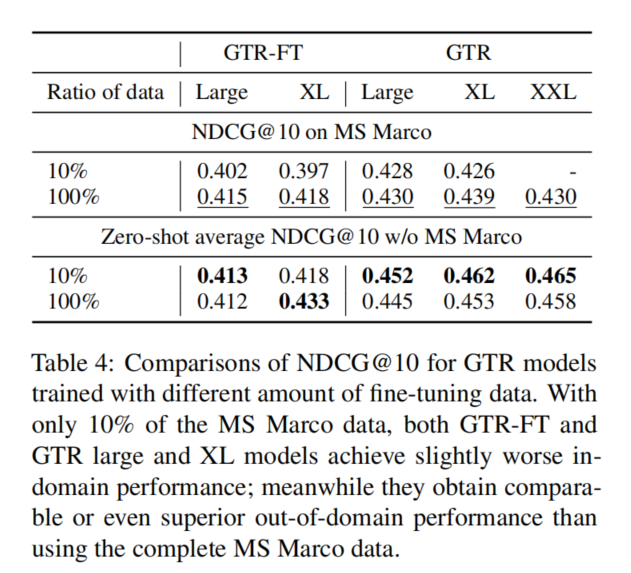 GTR-FT GTR
Ratio of data Large XL Large XL XXL
NDCG@10 on MS Marco
10% 0.402 0.397 0.428 0.426 -
100% 0.415 0.418 0.430 0.439 0.430
Zero-shot average NDCG@10 w/o MS Marco
10% 0.413 0.418 0.452 0.462 0.465
100% 0.412 0.433 0.445 0.453 0.458
Table 4: Comparisons of NDCG@10 for GTR models
trained with different amount of fine-tuning data. With
only 10% of the MS Marco data, both GTR-FT and
GTR large and XL models achieve slightly worse in-
domain performance; meanwhile they obtain compara-
ble or even superior out-of-domain performance than
using the complete MS Marco data.